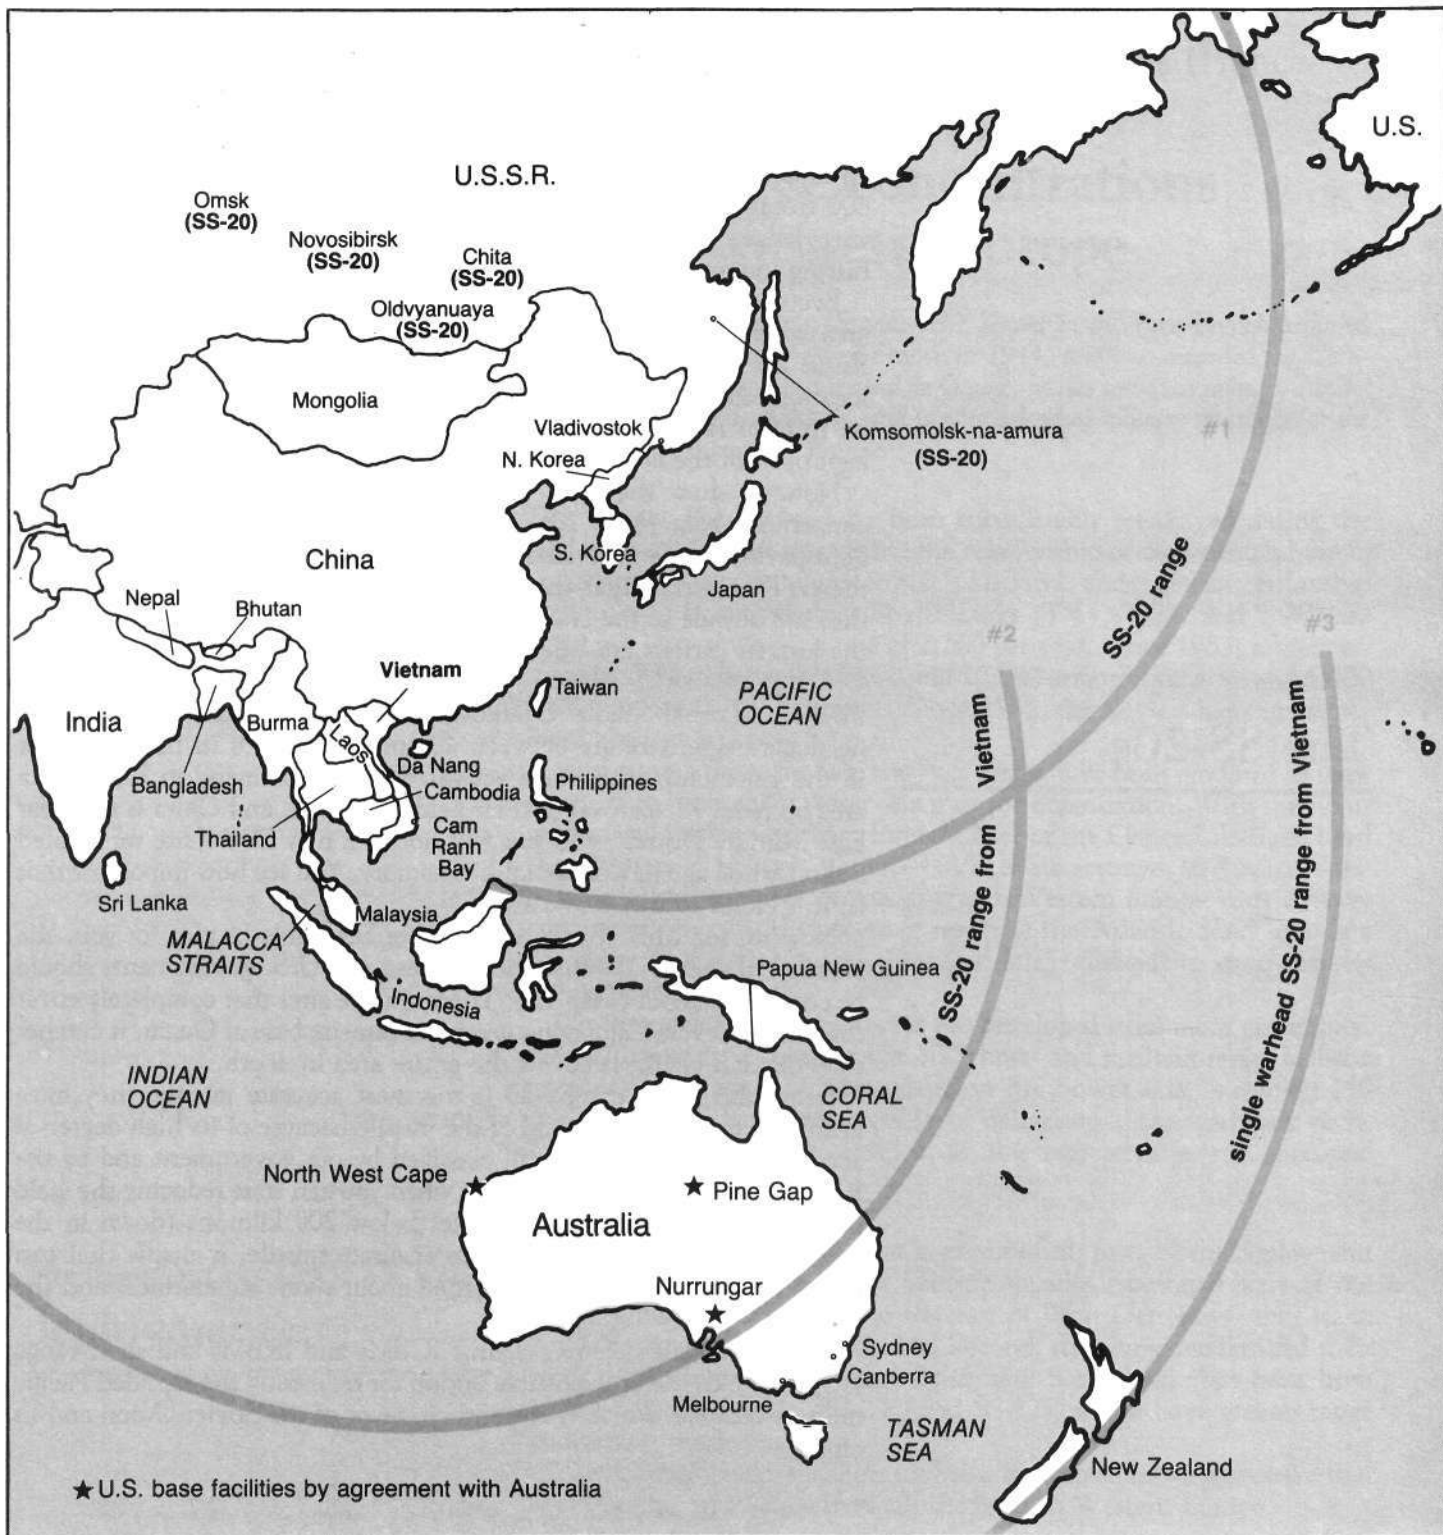 U.S.
U.S.S.R.
Omsk
(SS-20)
Novosibirsk
(SS-20)
Chita
(SS-20)
Oldvyanuaya
(SS-20)
Mongolia
Vladivostok
N. Korea
Komsomolsk-na-amura
(SS-20)
#1
China
S. Korea
Japan
SS-20 range
Nepal
Bhutan
#2
#3
Vietnam
Taiwan
PACIFIC
OCEAN
India
Burma
Laos
Da Nang
Bangladesh
Cambodia
Philippines
Thailand
Cam
Ranh
Bay
SS-20 range from Vietnam
single warhead SS-20 range from Vietnam
Sri Lanka
Malaysia
MALACCA
STRAITS
Indonesia
Papua New Guinea
INDIAN
OCEAN
CORAL
SEA
North West Cape
Pine Gap
Australia
Nurrungar
Sydney
Canberra
Melbourne
TASMAN
SEA
New Zealand
★ U.S. base facilities by agreement with Australia